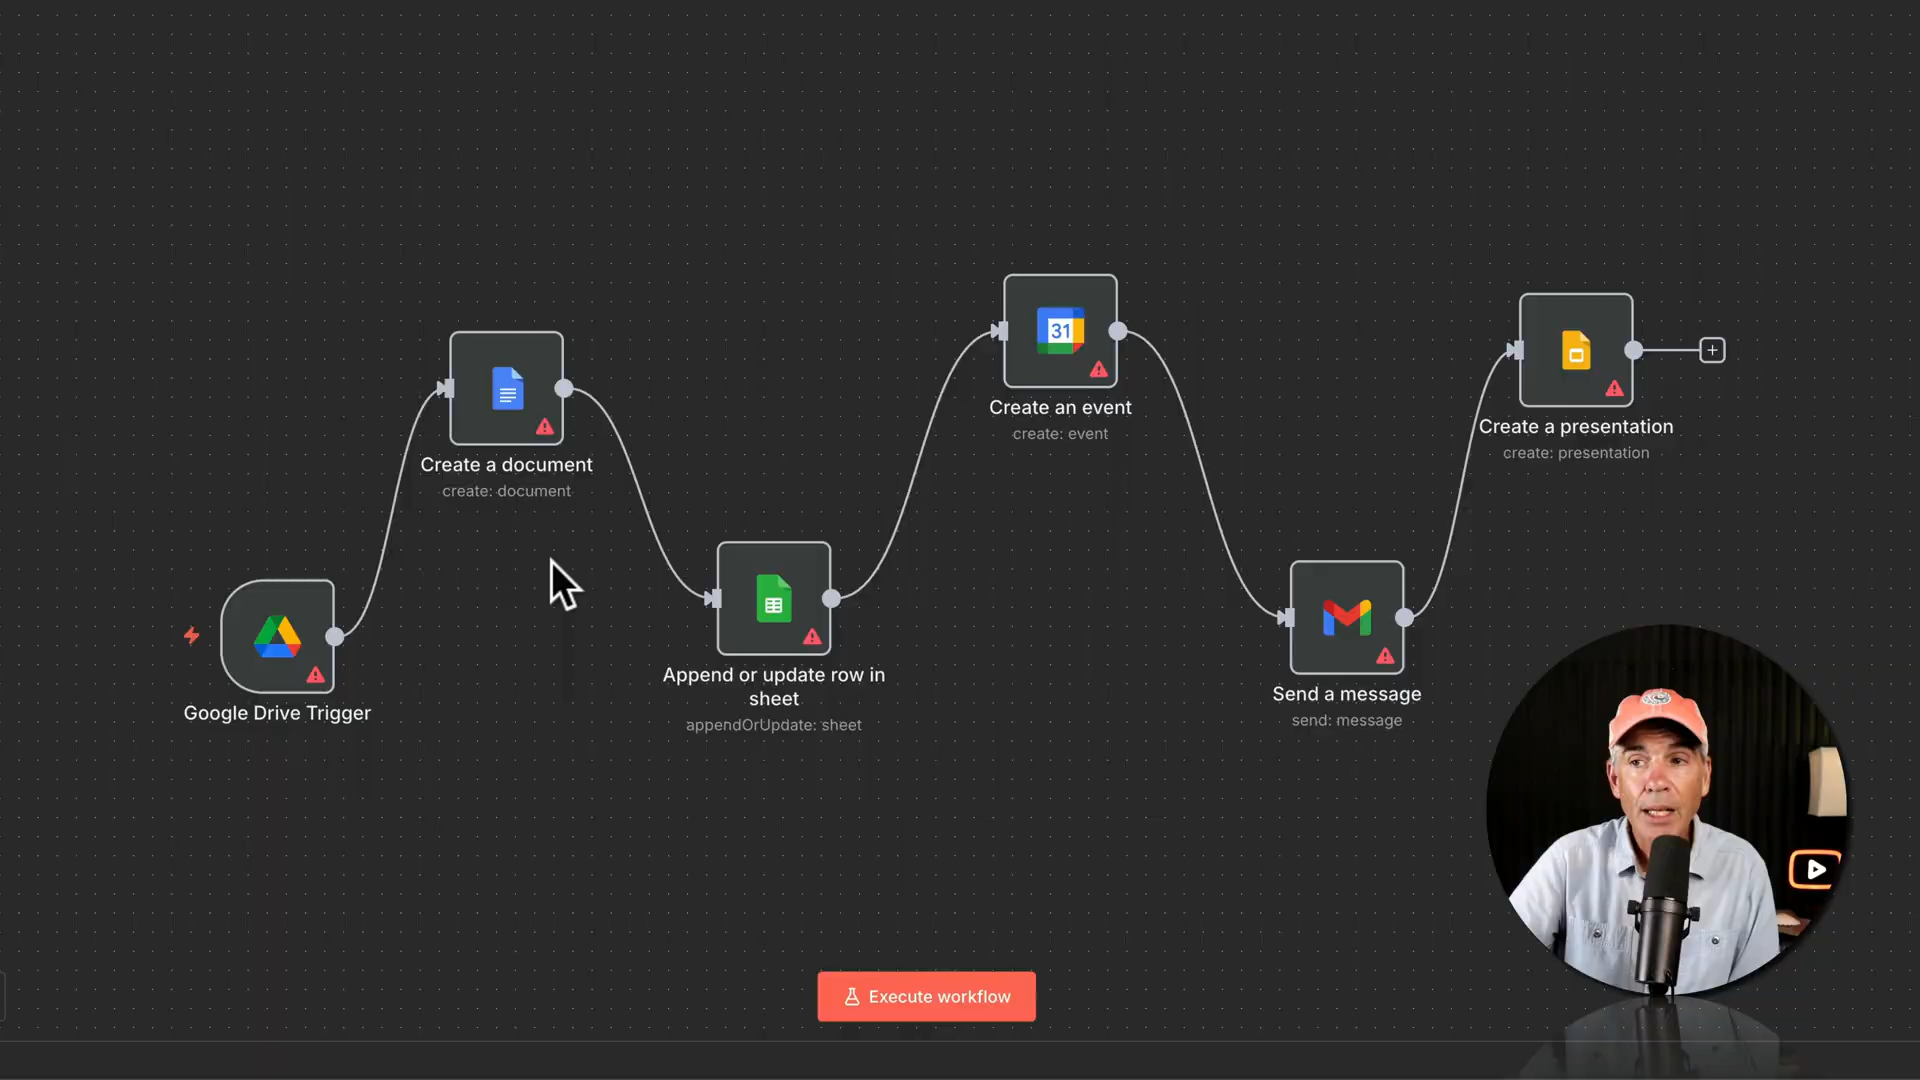 31
Create an event
create: event
Create a presentation
create: presentation
Create a document
create: document
Append or update row in
sheet
appendOrUpdate: sheet
Google Drive Trigger
Send a message
send: message
Execute workflow